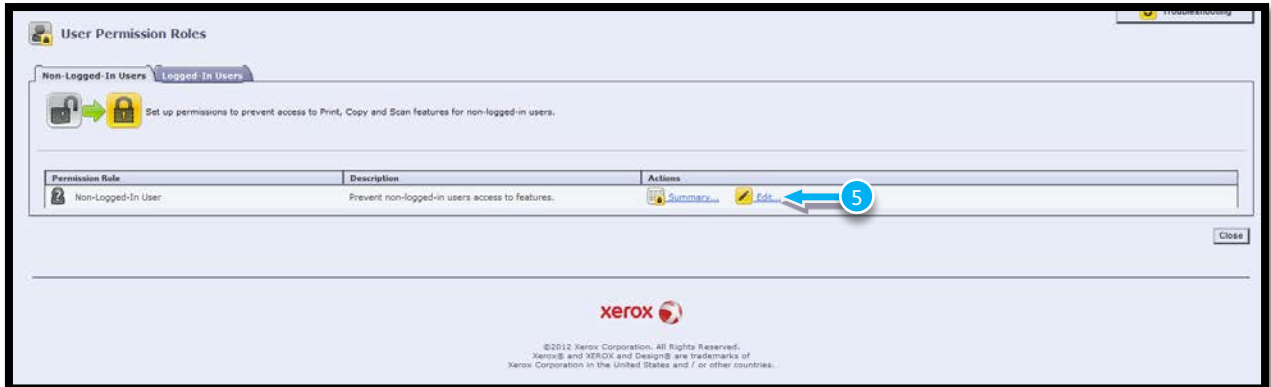 Troubleshooting
User Permission Roles
Non-Logged-In Users Logged-In Users
Set up permissions to prevent access to Print, Copy and Scan features for non-logged-in users.
Permission Role Description Actions
Non-Logged-In User Prevent non-logged-in users access to features. Summary... Edit... 5
Close
xerox
©2012 Xerox Corporation. All Rights Reserved.
Xerox® and XEROX and Design® are trademarks of
Xerox Corporation in the United States and / or other countries.